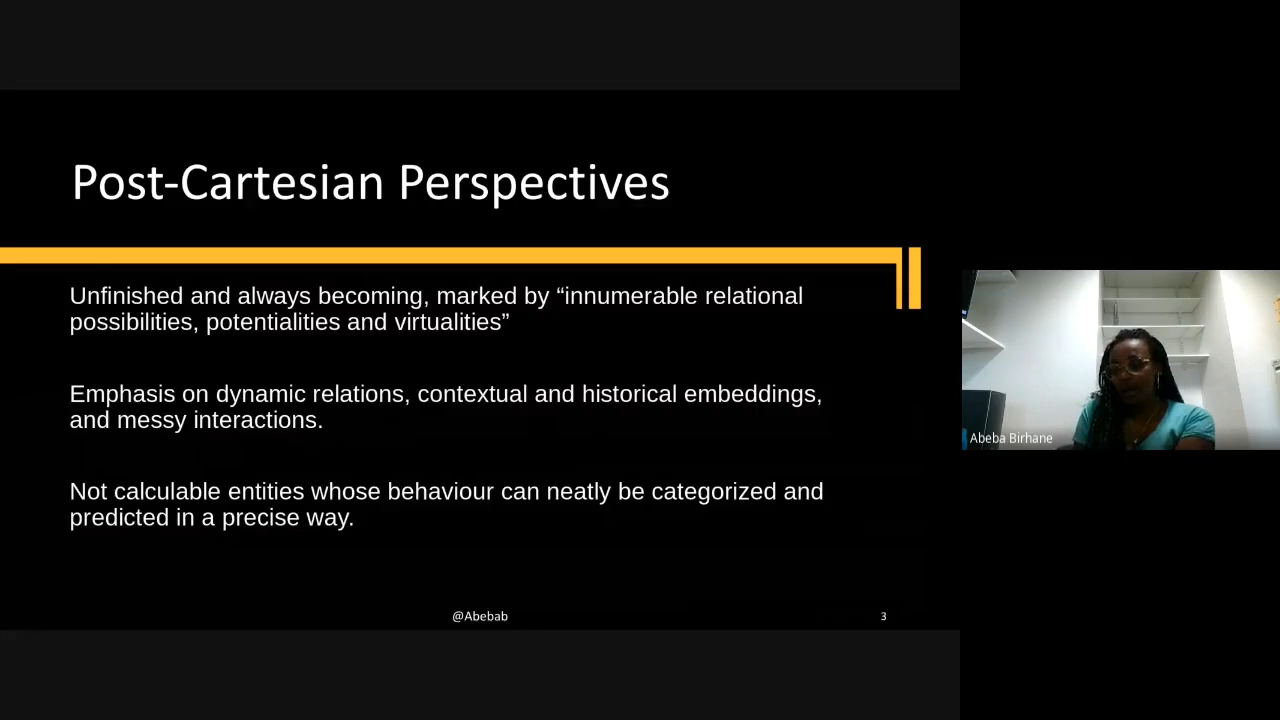 Post-Cartesian Perspectives
Unfinished and always becoming, marked by “innumerable relational
possibilities, potentialities and virtualities”
Emphasis on dynamic relations, contextual and historical embeddings,
and messy interactions.
Not calculable entities whose behaviour can neatly be categorized and
predicted in a precise way.
@Abebab
3
Abeba Birhane